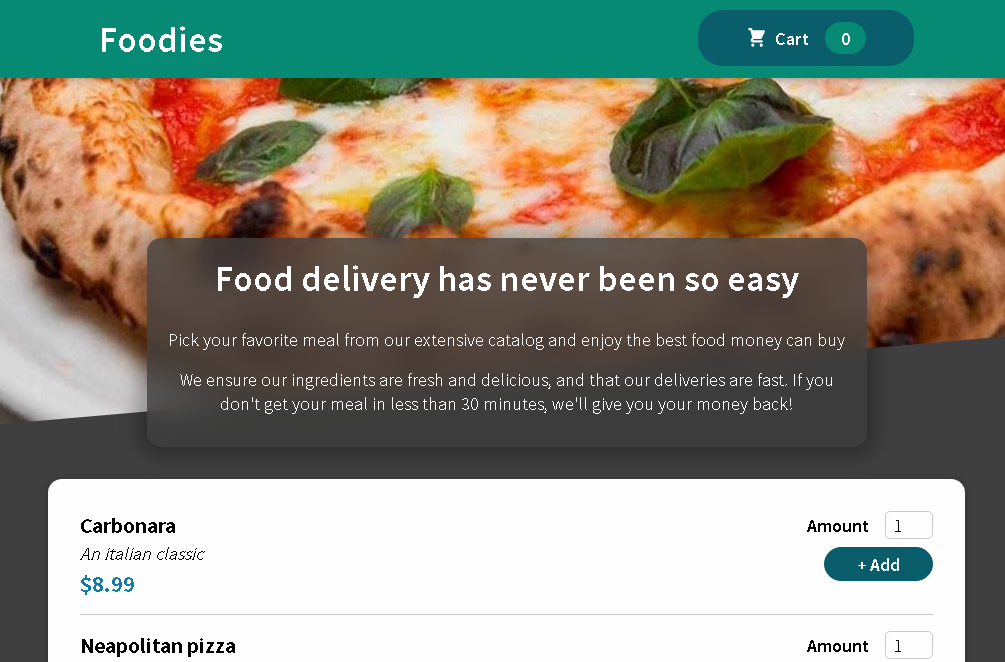 Foodies
Cart 0
Food delivery has never been so easy
Pick your favorite meal from our extensive catalog and enjoy the best food money can buy
We ensure our ingredients are fresh and delicious, and that our deliveries are fast. If you
don't get your meal in less than 30 minutes, we'll give you your money back!
Carbonara
Amount 1
An italian classic
+ Add
$8.99
Neapolitan pizza
Amount 1